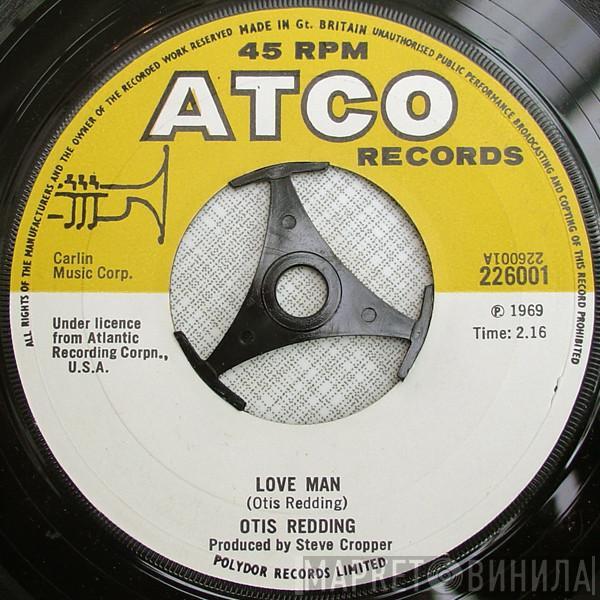 ALL RIGHTS OF THE MANUFACTURERS AND THE OWNER OF THE RECORDED WORK RESERVED MADE IN Gt. BRITAIN UNAUTHORISED PUBLIC PERFORMANCE, BROADCASTING AND COPYING OF THIS RECORD PROHIBITED
45 RPM
ATCO
RECORDS
Carlin
Music Corp.
226001A
226001
Under licence
from Atlantic
Recording Corpn.,
U.S.A.
℗ 1969
Time: 2.16
LOVE MAN
(Otis Redding)
OTIS REDDING
Produced by Steve Cropper
POLYDOR RECORDS LIMITED
МАРКЕТ ВИНИЛА